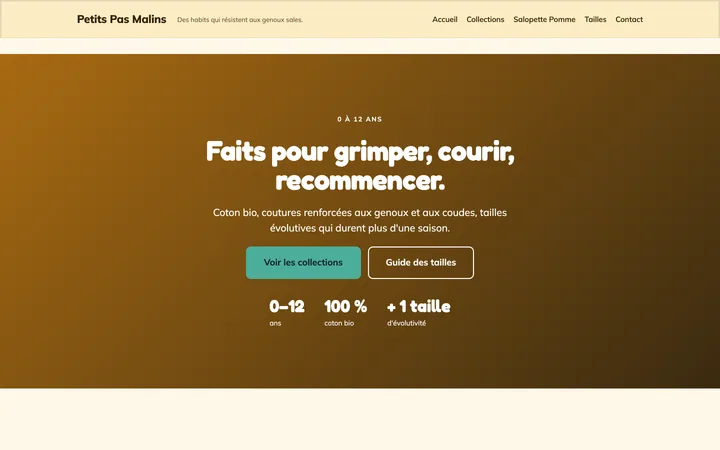 Petits Pas Malins
Des habits qui résistent aux genoux sales.
Accueil Collections Salopette Pomme Tailles Contact
0 À 12 ANS
Faits pour grimper, courir,
recommencer.
Coton bio, coutures renforcées aux genoux et aux coudes, tailles
évolutives qui durent plus d'une saison.
Voir les collections Guide des tailles
0–12 100 % + 1 taille
ans coton bio d'évolutivité